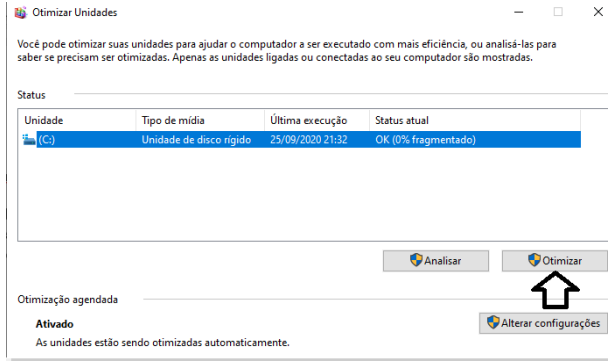 Otimizar Unidades
Você pode otimizar suas unidades para ajudar o computador a ser executado com mais eficiência, ou analisá-las para
saber se precisam ser otimizadas. Apenas as unidades ligadas ou conectadas ao seu computador são mostradas.
Status
Unidade Tipo de mídia Última execução Status atual
(C:) Unidade de disco rígido 25/09/2020 21:32 OK (0% fragmentado)
Analisar Otimizar
Otimização agendada
Ativado Alterar configurações
As unidades estão sendo otimizadas automaticamente.